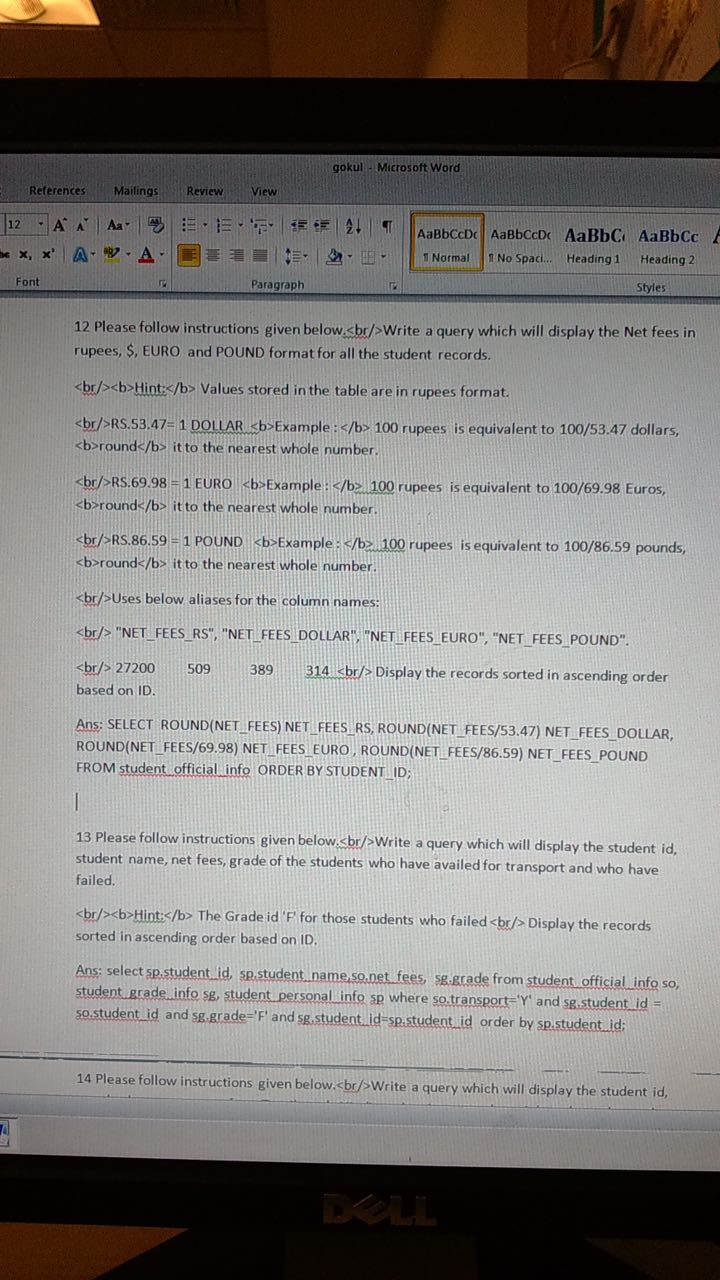 gokul - Microsoft Word
References Mailings Review View
12 A A Aa
x, x² A ab A
AaBbCcDc AaBbCcDc AaBbC AaBbCc
¶ Normal ¶ No Spaci... Heading 1 Heading 2
Font Paragraph Styles
12 Please follow instructions given below.<br/>Write a query which will display the Net fees in
rupees, $, EURO and POUND format for all the student records.
<br/><b>Hint:</b> Values stored in the table are in rupees format.
<br/>RS.53.47= 1 DOLLAR <b>Example : </b> 100 rupees is equivalent to 100/53.47 dollars,
<b>round</b> it to the nearest whole number.
<br/>RS.69.98 = 1 EURO <b>Example : </b> 100 rupees is equivalent to 100/69.98 Euros,
<b>round</b> it to the nearest whole number.
<br/>RS.86.59 = 1 POUND <b>Example : </b> 100 rupees is equivalent to 100/86.59 pounds,
<b>round</b> it to the nearest whole number.
<br/>Uses below aliases for the column names:
<br/> "NET_FEES_RS", "NET_FEES_DOLLAR", "NET_FEES_EURO", "NET_FEES_POUND".
<br/> 27200 509 389 314 <br/> Display the records sorted in ascending order
based on ID.
Ans: SELECT ROUND(NET_FEES) NET_FEES_RS, ROUND(NET_FEES/53.47) NET_FEES_DOLLAR,
ROUND(NET_FEES/69.98) NET_FEES_EURO , ROUND(NET_FEES/86.59) NET_FEES_POUND
FROM student_official_info ORDER BY STUDENT_ID;
13 Please follow instructions given below.<br/>Write a query which will display the student id,
student name, net fees, grade of the students who have availed for transport and who have
failed.
<br/><b>Hint:</b> The Grade id 'F' for those students who failed <br/> Display the records
sorted in ascending order based on ID.
Ans: select sp.student_id, sp.student_name,so.net_fees, sg.grade from student_official_info so,
student_grade_info sg, student_personal_info sp where so.transport='Y' and sg.student_id =
so.student_id and sg.grade='F' and sg.student_id=sp.student_id order by sp.student_id;
14 Please follow instructions given below.<br/>Write a query which will display the student id,
DELL